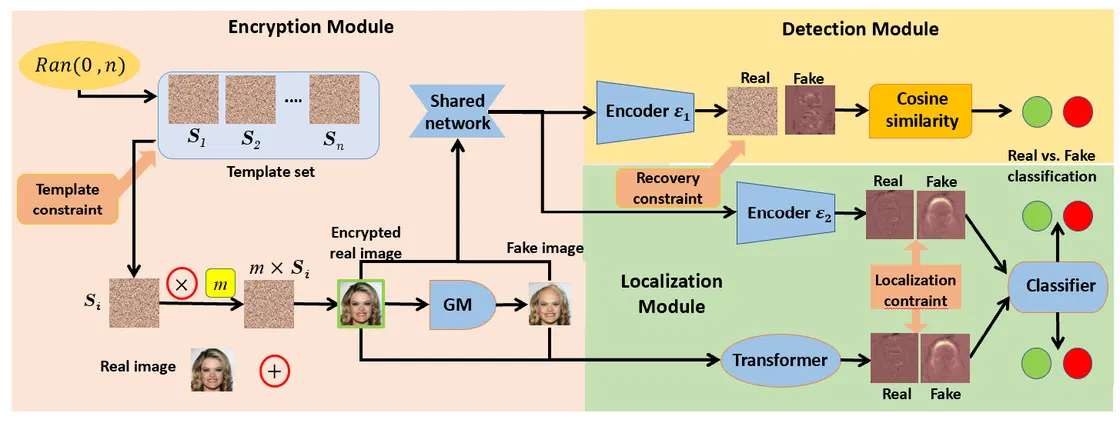 Encryption Module
Ran(0 , n)
S1
S2
....
Sn
Template set
Template
constraint
Shared
network
Si
×
m
m × Si
Encrypted
real image
Fake image
GM
Real image
+
Detection Module
Encoder ε1
Real
Fake
Cosine
similarity
Recovery
constraint
Real vs. Fake
classification
Encoder ε2
Real
Fake
Localization
Module
Localization
contraint
Classifier
Transformer
Real
Fake